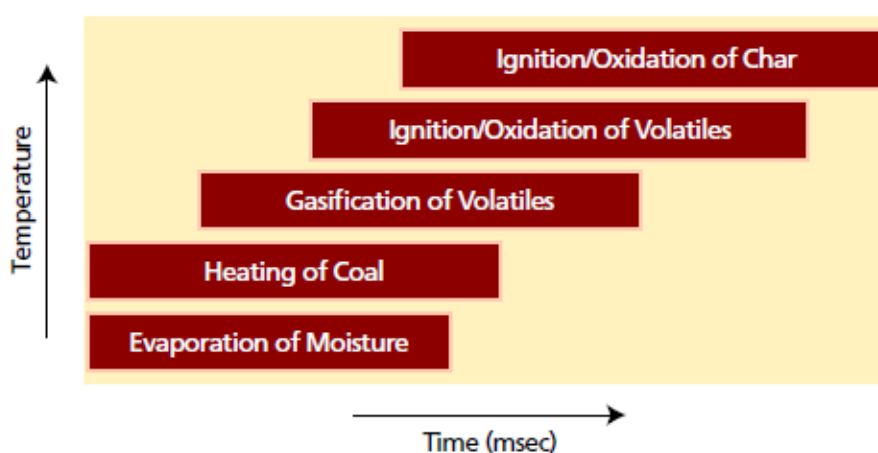 Ignition/Oxidation of Char
Ignition/Oxidation of Volatiles
Gasification of Volatiles
Heating of Coal
Evaporation of Moisture
Temperature
Time (msec)